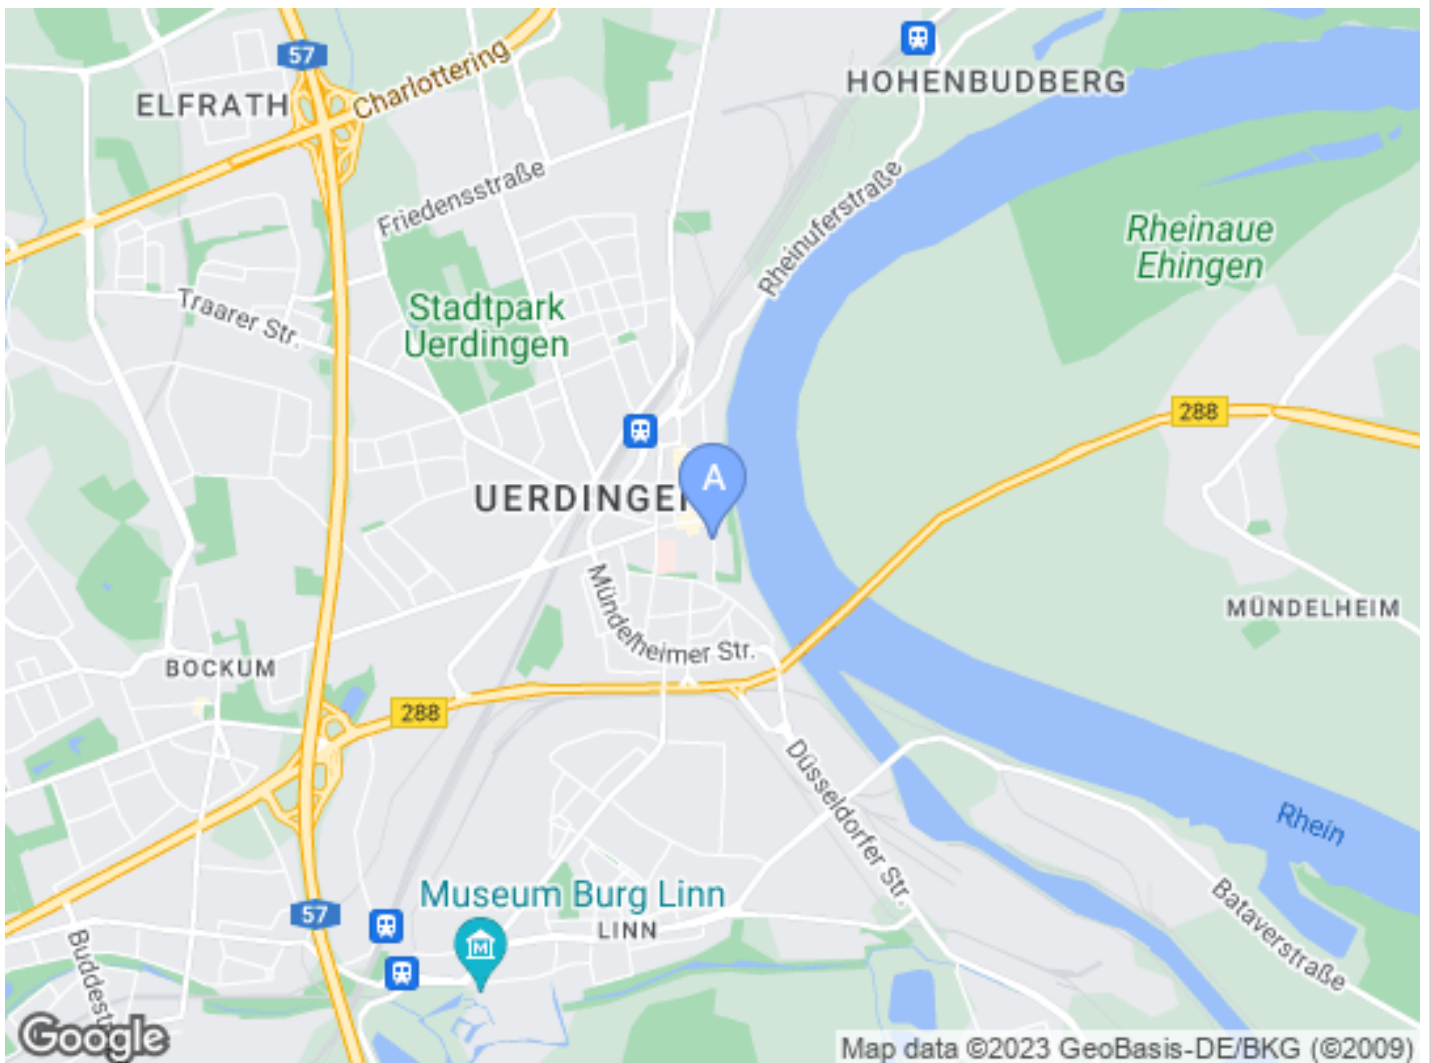 57
HOHENBUDBERG
ELFRATH
Charlottering
Friedensstraße
Rheinuferstraße
Rheinaue
Ehingen
Traarer Str.
Stadtpark
Uerdingen
288
A
UERDINGEN
Mündelheimer Str.
MÜNDELHEIM
BOCKUM
288
Düsseldorfer Str.
Rhein
Museum Burg Linn
57
LINN
M
Bataverstraße
Google
Map data ©2023 GeoBasis-DE/BKG (©2009)